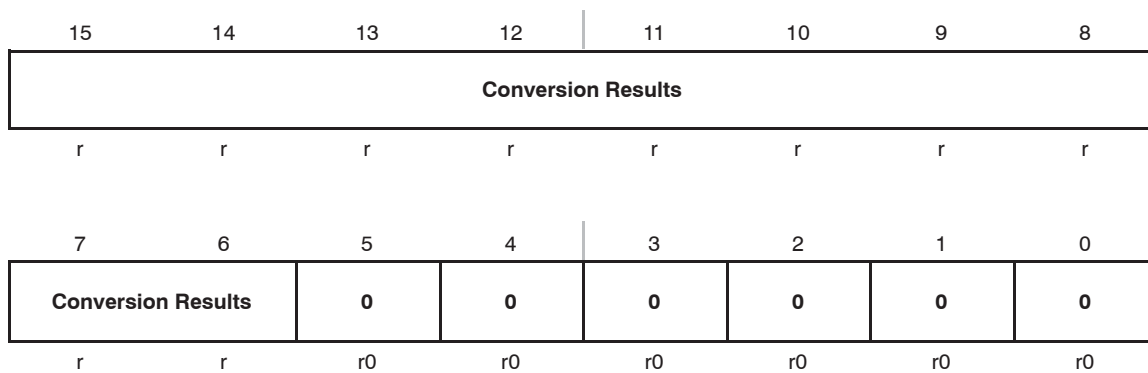 15 14 13 12 11 10 9 8
Conversion Results
r r r r r r r r
7 6 5 4 3 2 1 0
Conversion Results 0 0 0 0 0 0
r r r0 r0 r0 r0 r0 r0